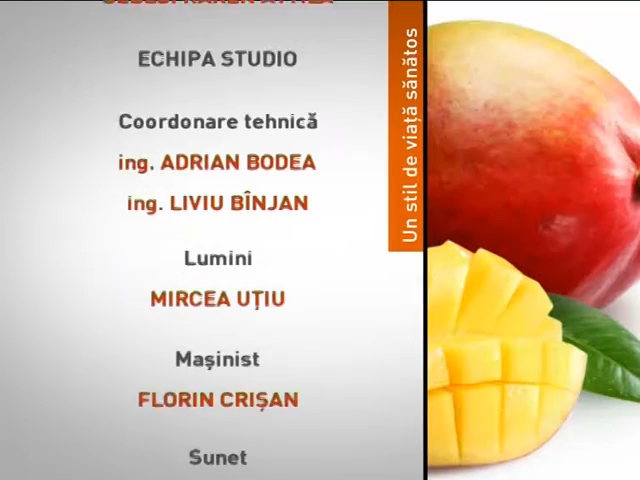 ECHIPA STUDIO
Coordonare tehnică
ing. ADRIAN BODEA
ing. LIVIU BÎNJAN
Lumini
MIRCEA UȚIU
Mașinist
FLORIN CRIȘAN
Sunet
Un stil de viață sănătos